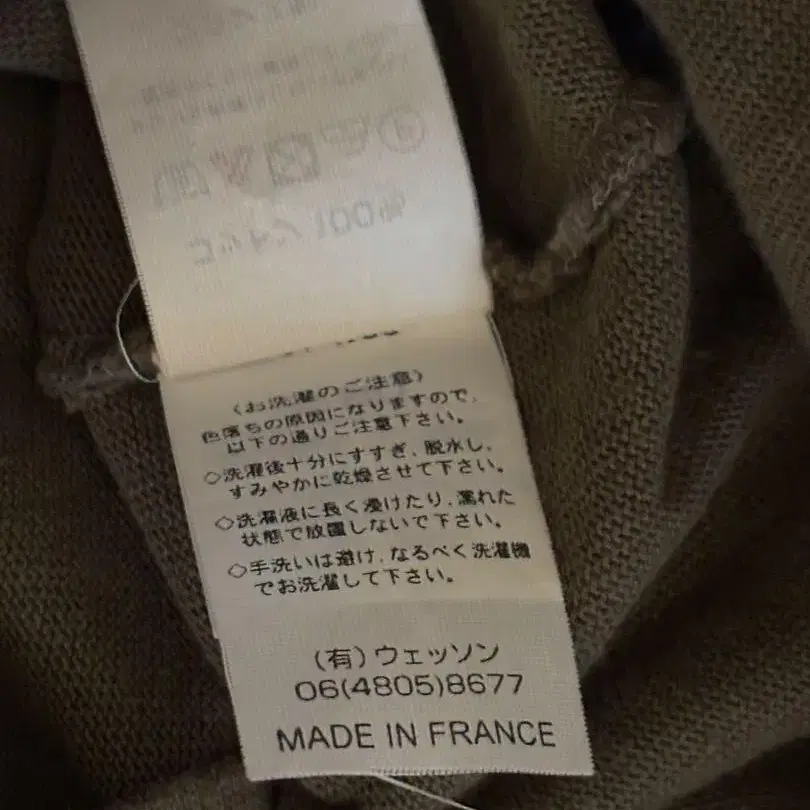 コットン 100%
〈お洗濯のご注意〉
色落ちの原因になりますので、
以下の通りご注意下さい。
◇洗濯後十分にすすぎ、脱水し、
すみやかに乾燥させて下さい。
◇洗濯液に長く浸けたり、濡れた
状態で放置しないで下さい。
◇手洗いは避け、なるべく洗濯機
でお洗濯して下さい。
(有)ウェッソン
06(4805)8677
MADE IN FRANCE